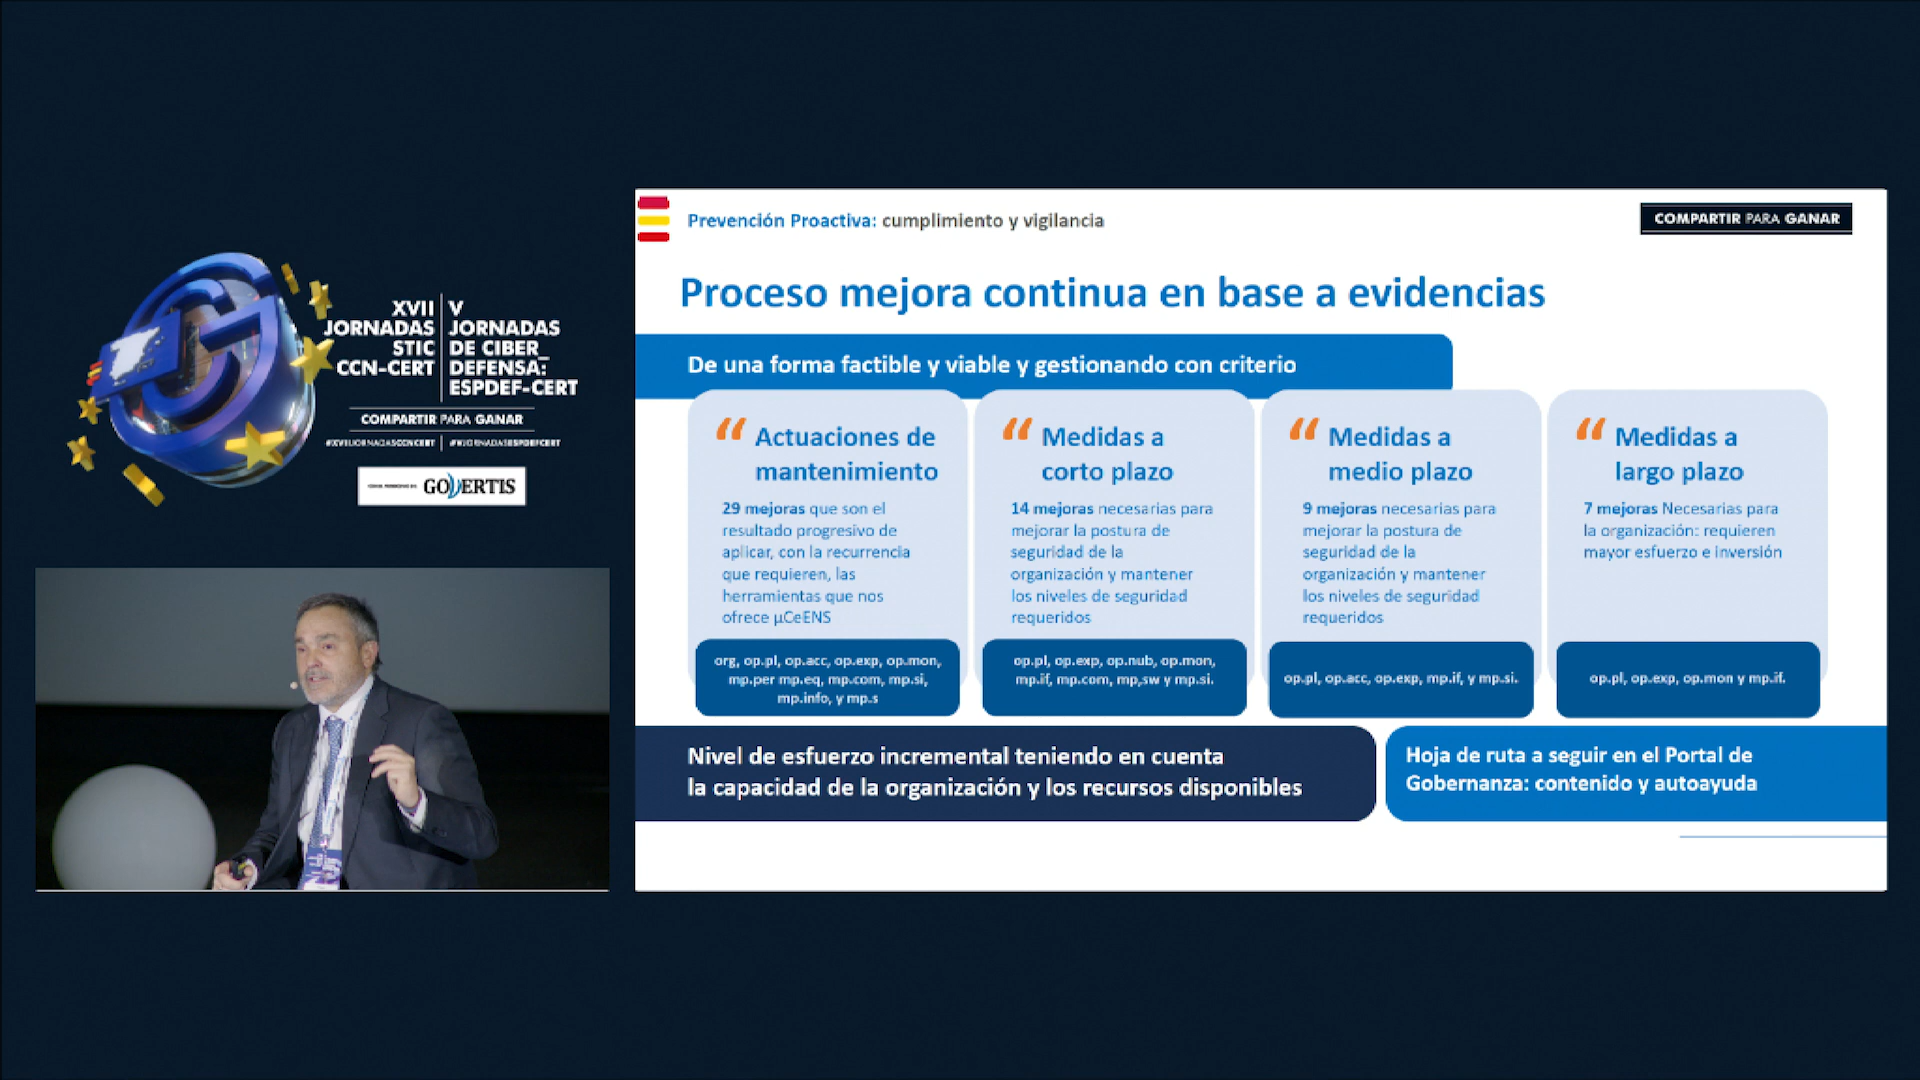 XVII
JORNADAS
STIC
CCN-CERT
V
JORNADAS
DE CIBER_
DEFENSA:
ESPDEF-CERT
COMPARTIR PARA GANAR
#XVIIJORNADASCCNCERT
#VJORNADASESPDEFCERT
GOVERTIS
Prevención Proactiva: cumplimiento y vigilancia
COMPARTIR PARA GANAR
Proceso mejora continua en base a evidencias
De una forma factible y viable y gestionando con criterio
“ Actuaciones de
mantenimiento
29 mejoras que son el
resultado progresivo de
aplicar, con la recurrencia
que requieren, las
herramientas que nos
ofrece µCeENS
org, op.pl, op.acc, op.exp, op.mon,
mp.per mp.eq, mp.com, mp.si,
mp.info, y mp.s
“ Medidas a
corto plazo
14 mejoras necesarias para
mejorar la postura de
seguridad de la
organización y mantener
los niveles de seguridad
requeridos
op.pl, op.exp, op.nub, op.mon,
mp.if, mp.com, mp,sw y mp.si.
“ Medidas a
medio plazo
9 mejoras necesarias para
mejorar la postura de
seguridad de la
organización y mantener
los niveles de seguridad
requeridos
op.pl, op.acc, op.exp, mp.if, y mp.si.
“ Medidas a
largo plazo
7 mejoras Necesarias para
la organización: requieren
mayor esfuerzo e inversión
op.pl, op.exp, op.mon y mp.if.
Nivel de esfuerzo incremental teniendo en cuenta
la capacidad de la organización y los recursos disponibles
Hoja de ruta a seguir en el Portal de
Gobernanza: contenido y autoayuda